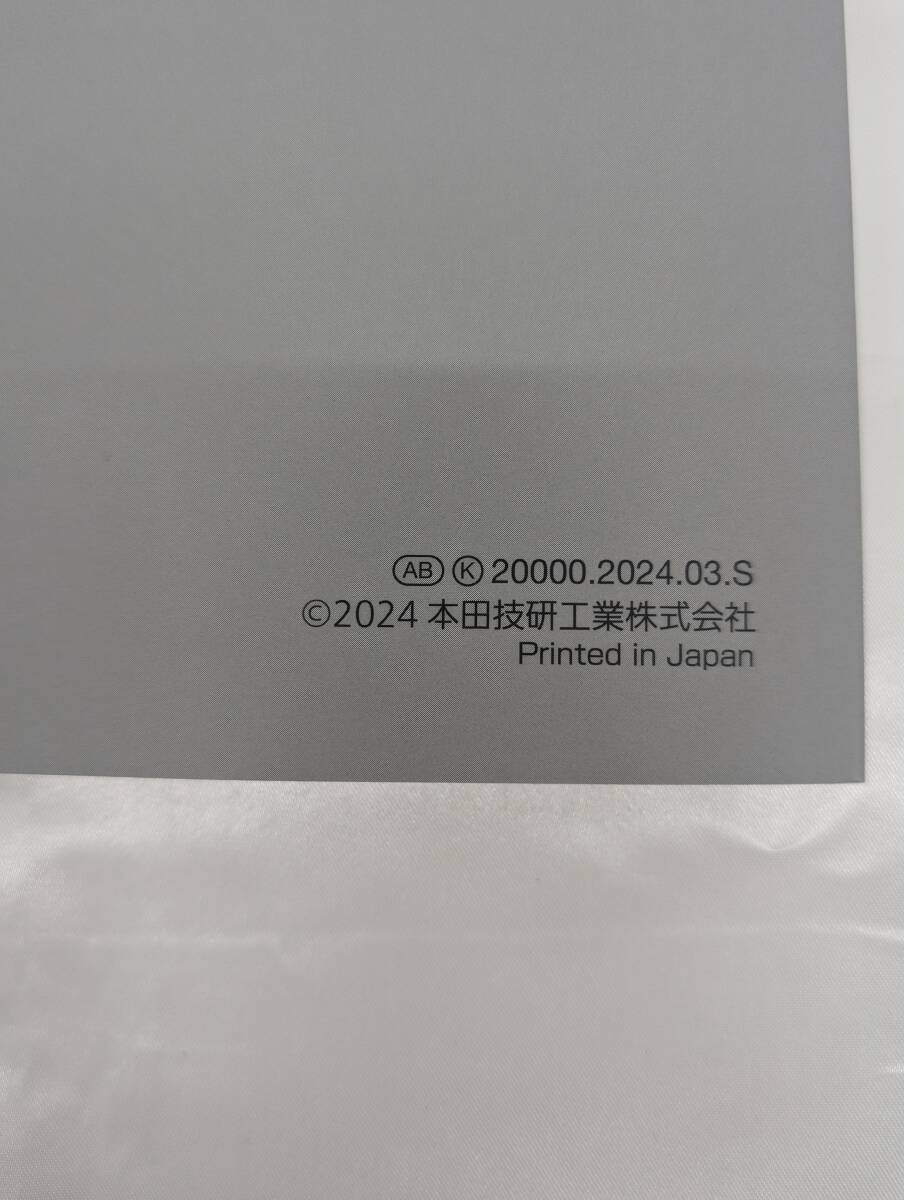 AB K 20000.2024.03.S
©2024 本田技研工業株式会社
Printed in Japan